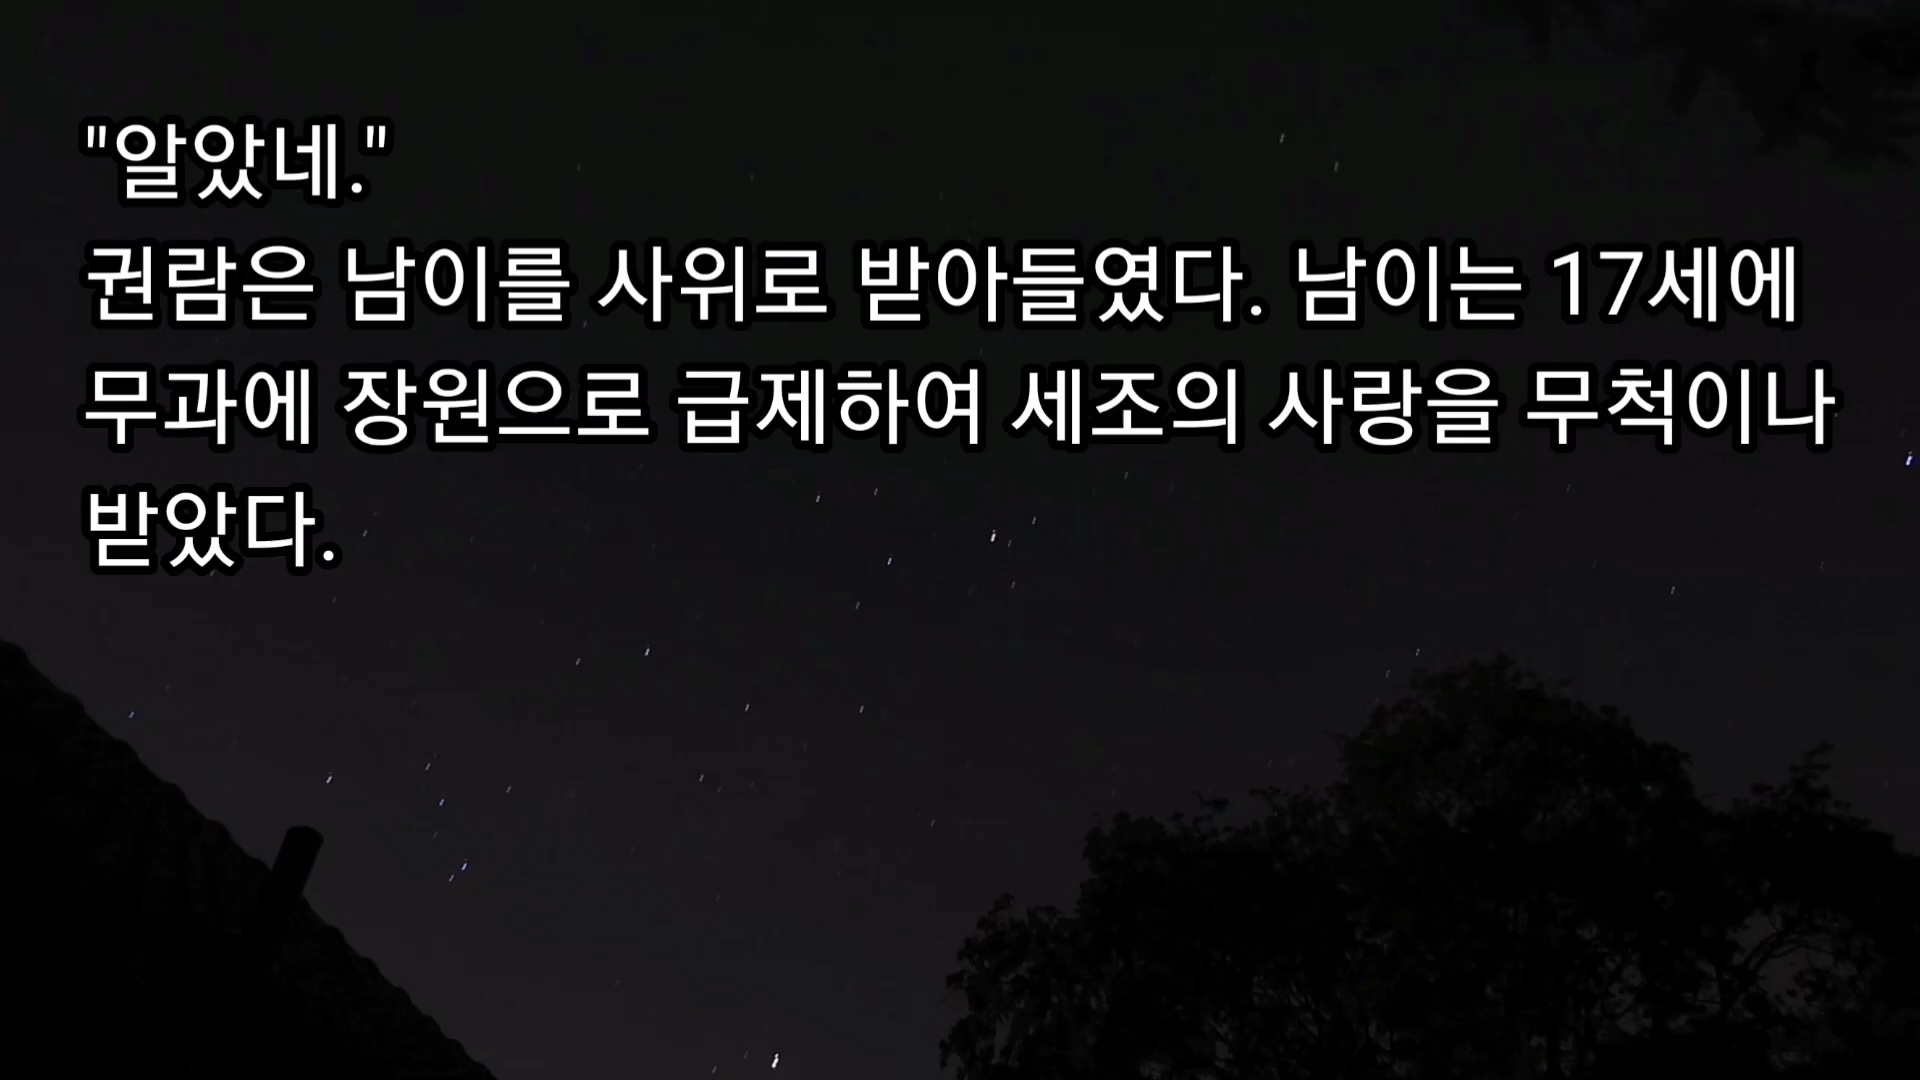 "알았네."
권람은 남이를 사위로 받아들였다. 남이는 17세에
무과에 장원으로 급제하여 세조의 사랑을 무척이나
받았다.